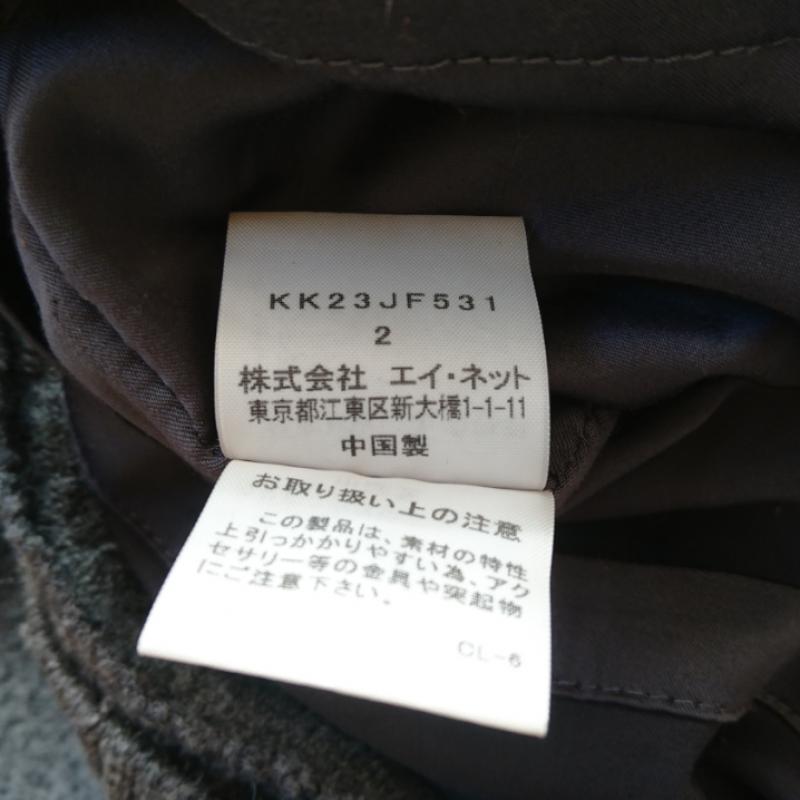 KK23JF531
2
株式会社 エイ・ネット
東京都江東区新大橋1-1-11
中国製
お取り扱い上の注意
この製品は、素材の特性
上引っかかりやすい為、アク
セサリー等の金具や突起物
にご注意下さい。
CL-6